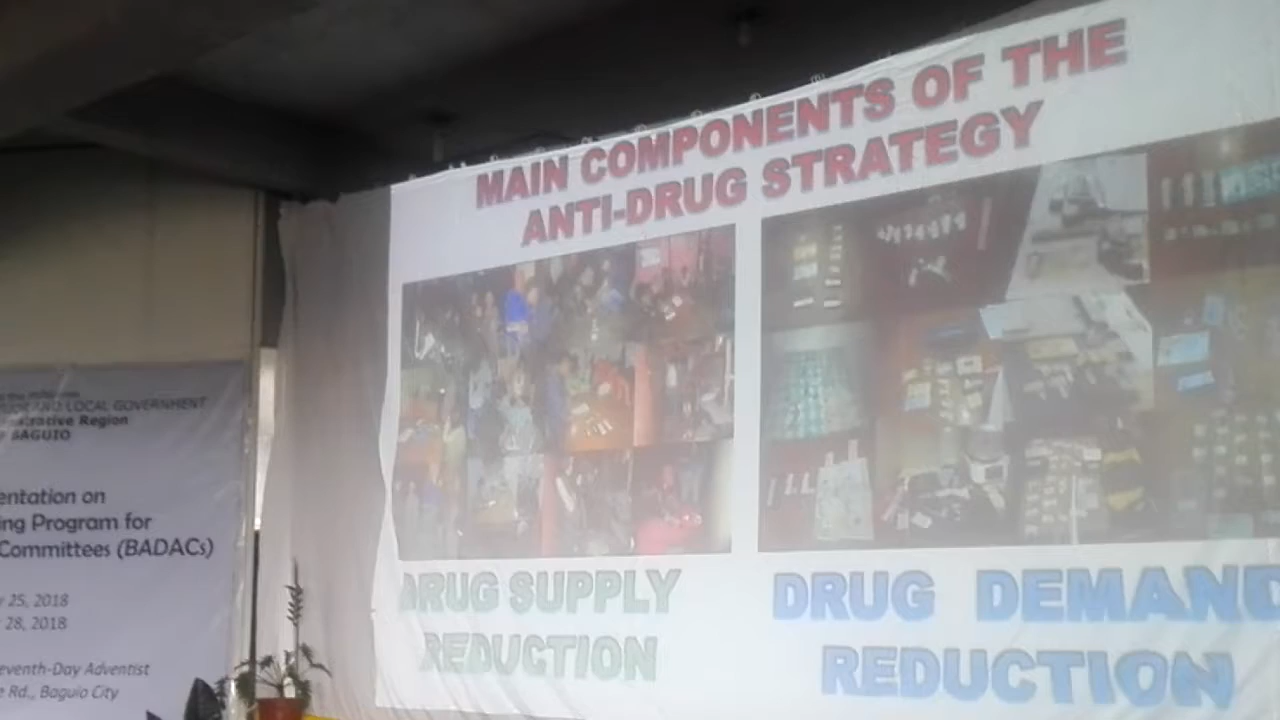 MAIN COMPONENTS OF THE
ANTI-DRUG STRATEGY
DRUG SUPPLY
REDUCTION
DRUG DEMAND
REDUCTION
AND LOCAL GOVERNMENT
Region
BAGUIO
entation on
ing Program for
Committees (BADACs)
25, 2018
28, 2018
eventh-Day Adventist
Rd., Baguio City